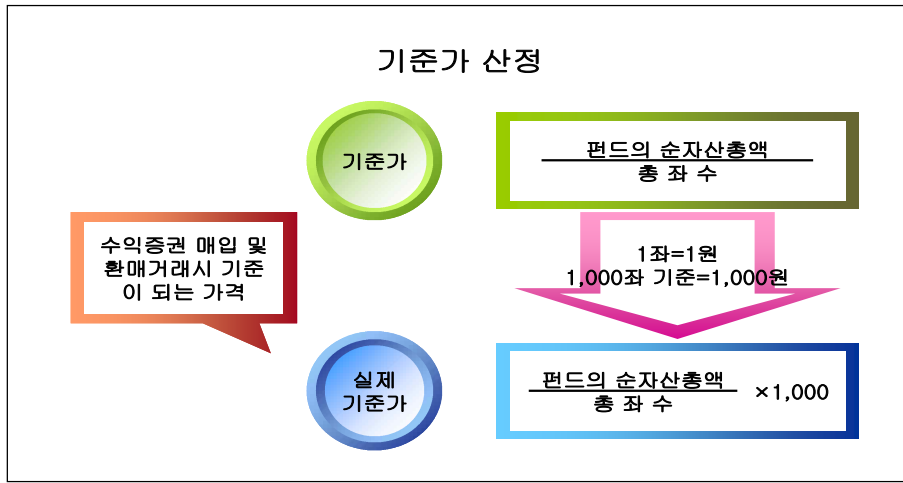 기준가 산정
기준가
펀드의 순자산총액
총 좌 수
수익증권 매입 및
환매거래시 기준
이 되는 가격
1좌=1원
1,000좌 기준=1,000원
실제
기준가
펀드의 순자산총액
총 좌 수
×1,000